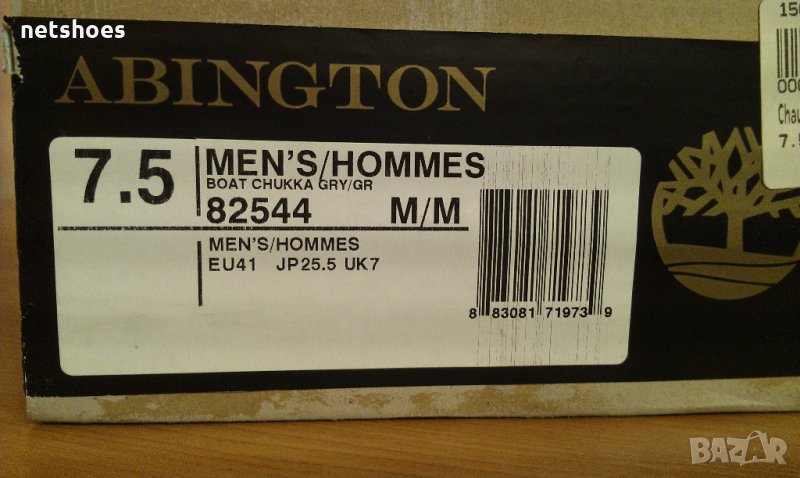 netshoes
ABINGTON
7.5
MEN'S/HOMMES
BOAT CHUKKA GRY/GR
82544 M/M
MEN'S/HOMMES
EU41 JP25.5 UK7
8 83081 71973 9
BAZAR